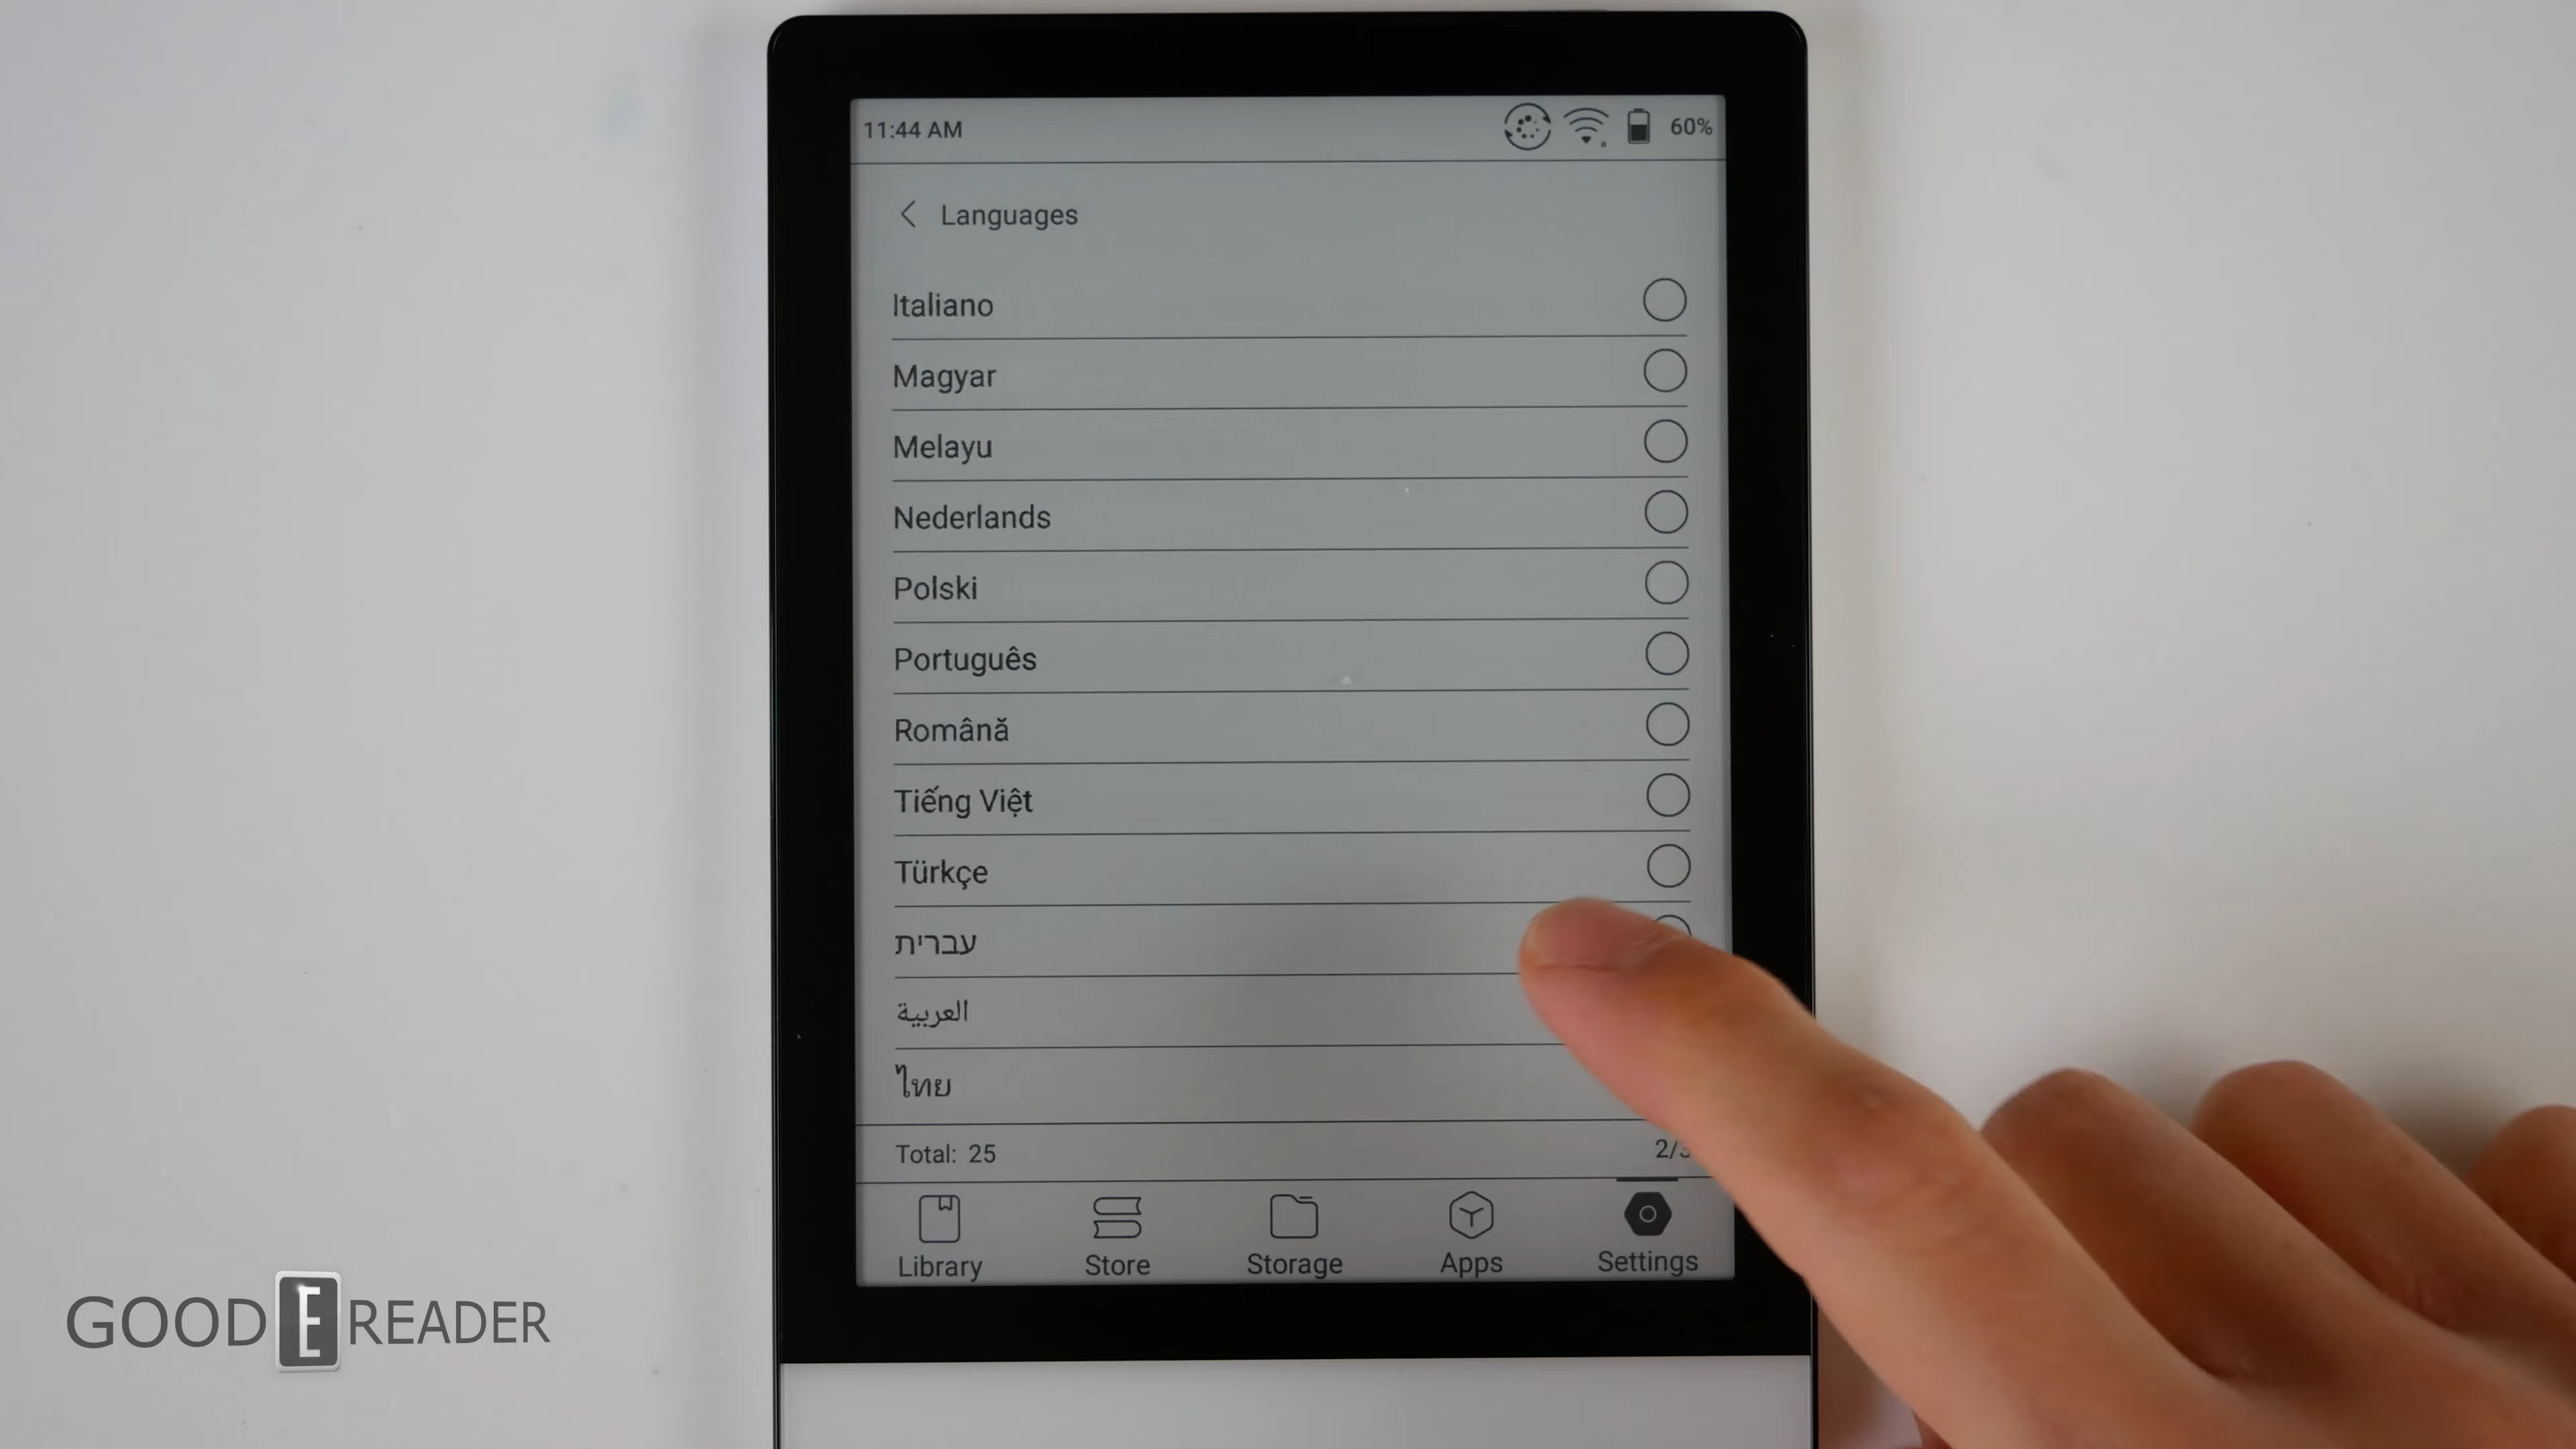 11:44 AM 60%
Languages
Italiano
Magyar
Melayu
Nederlands
Polski
Português
Română
Tiếng Việt
Türkçe
עברית
العربية
ไทย
Total: 25
Library Store Storage Apps Settings
GOOD E READER